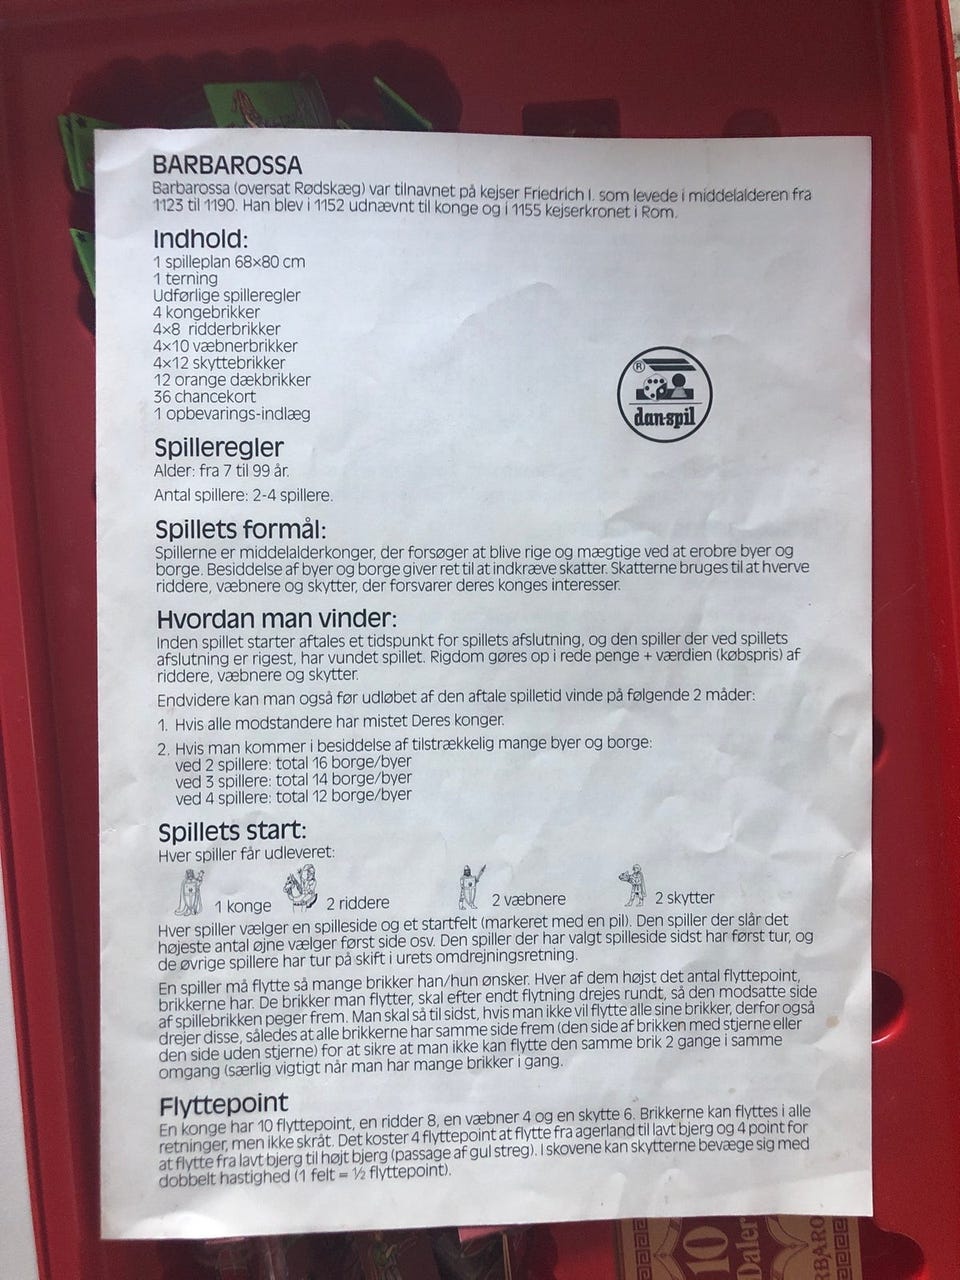 BARBAROSSA
Barbarossa (oversat Rødskæg) var tilnavnet på kejser Friedrich I. som levede i middelalderen fra
1123 til 1190. Han blev i 1152 udnævnt til konge og i 1155 kejserkronet i Rom.
Indhold:
1 spilleplan 68×80 cm
1 terning
Udførlige spilleregler
4 kongebrikker
4×8 ridderbrikker
4×10 væbnerbrikker
4×12 skyttebrikker
12 orange dækbrikker
36 chancekort
1 opbevarings-indlæg
®
dan-spil
Spilleregler
Alder: fra 7 til 99 år.
Antal spillere: 2-4 spillere.
Spillets formål:
Spillerne er middelalderkonger, der forsøger at blive rige og mægtige ved at erobre byer og
borge. Besiddelse af byer og borge giver ret til at indkræve skatter. Skatterne bruges til at hverve
riddere, væbnere og skytter, der forsvarer deres konges interesser.
Hvordan man vinder:
Inden spillet starter aftales et tidspunkt for spillets afslutning, og den spiller der ved spillets
afslutning er rigest, har vundet spillet. Rigdom gøres op i rede penge + værdien (købspris) af
riddere, væbnere og skytter.
Endvidere kan man også før udløbet af den aftale spilletid vinde på følgende 2 måder:
1. Hvis alle modstandere har mistet Deres konger.
2. Hvis man kommer i besiddelse af tilstrækkelig mange byer og borge:
ved 2 spillere: total 16 borge/byer
ved 3 spillere: total 14 borge/byer
ved 4 spillere: total 12 borge/byer
Spillets start:
Hver spiller får udleveret:
1 konge 2 riddere 2 væbnere 2 skytter
Hver spiller vælger en spilleside og et startfelt (markeret med en pil). Den spiller der slår det
højeste antal øjne vælger først side osv. Den spiller der har valgt spilleside sidst har først tur, og
de øvrige spillere har tur på skift i urets omdrejningsretning.
En spiller må flytte så mange brikker han/hun ønsker. Hver af dem højst det antal flyttepoint,
brikkerne har. De brikker man flytter, skal efter endt flytning drejes rundt, så den modsatte side
af spillebrikken peger frem. Man skal så til sidst, hvis man ikke vil flytte alle sine brikker, derfor også
drejer disse, således at alle brikkerne har samme side frem (den side af brikken med stjerne eller
den side uden stjerne) for at sikre at man ikke kan flytte den samme brik 2 gange i samme
omgang (særlig vigtigt når man har mange brikker i gang.
Flyttepoint
En konge har 10 flyttepoint, en ridder 8, en væbner 4 og en skytte 6. Brikkerne kan flyttes i alle
retninger, men ikke skråt. Det koster 4 flyttepoint at flytte fra agerland til lavt bjerg og 4 point for
at flytte fra lavt bjerg til højt bjerg (passage af gul streg). I skovene kan skytterne bevæge sig med
dobbelt hastighed (1 felt = ½ flyttepoint).
10
Daler